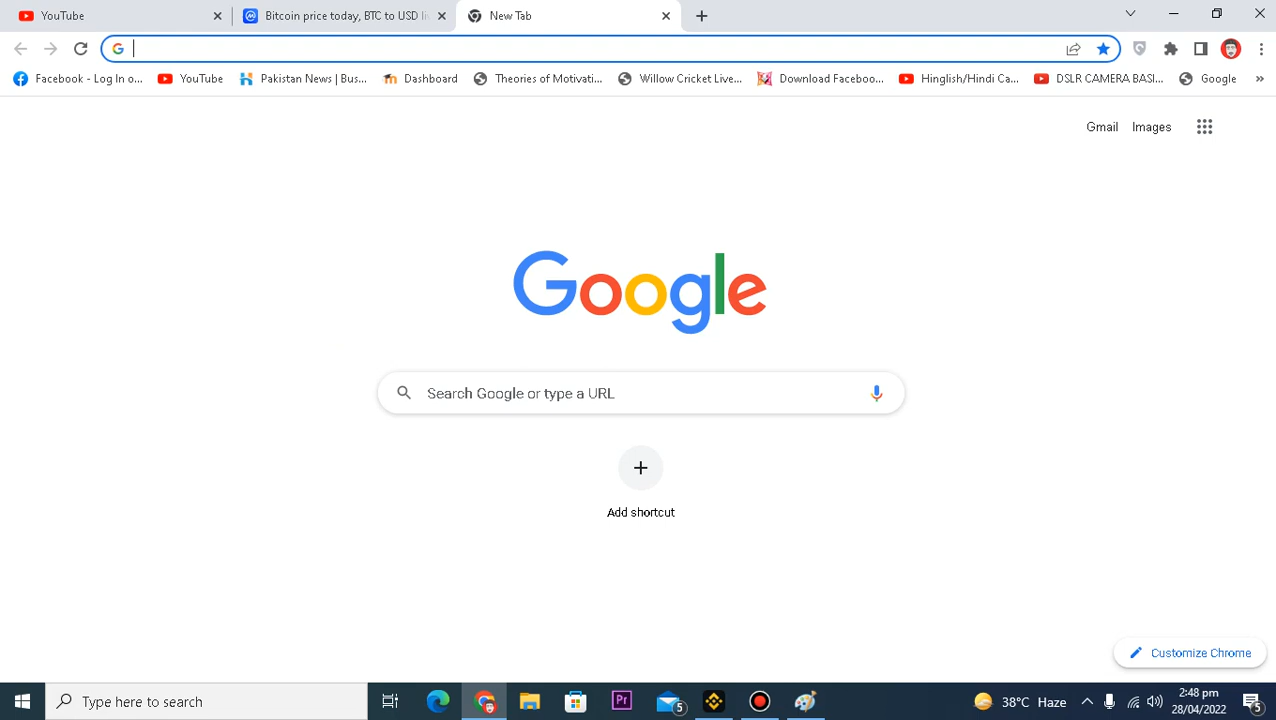 YouTube
Bitcoin price today, BTC to USD li
New Tab
Facebook - Log In o...
YouTube
Pakistan News | Bus...
Dashboard
Theories of Motivati...
Willow Cricket Live...
Download Faceboo...
Hinglish/Hindi Ca...
DSLR CAMERA BASI...
Google
»
Gmail
Images
Google
Search Google or type a URL
Add shortcut
Customize Chrome
Type here to search
Pr
5
38°C Haze
2:48 pm
28/04/2022
5